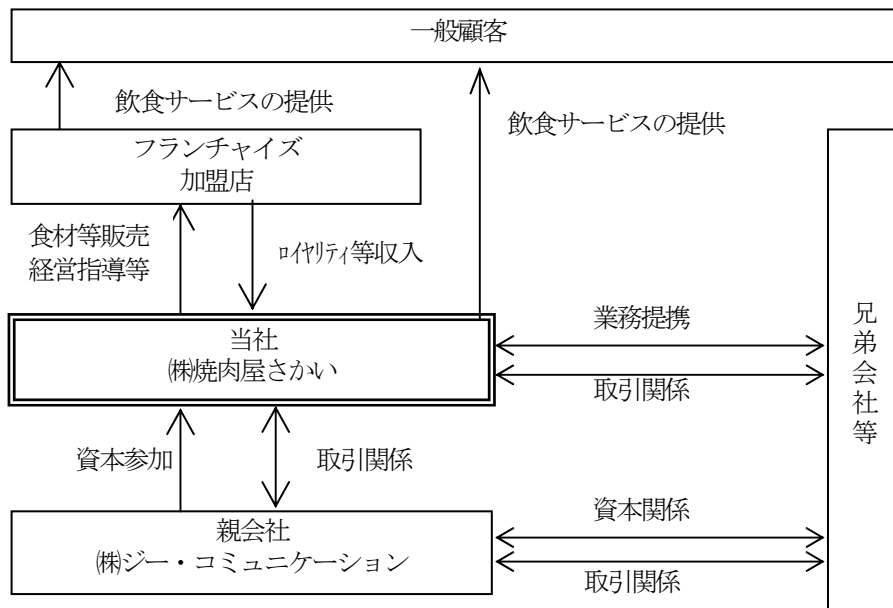 一般顧客
飲食サービスの提供
飲食サービスの提供
フランチャイズ
加盟店
食材等販売
経営指導等
ﾛｲﾔﾘﾃｨ等収入
当社
㈱焼肉屋さかい
業務提携
取引関係
兄弟会社等
資本参加
取引関係
親会社
㈱ジー・コミュニケーション
資本関係
取引関係